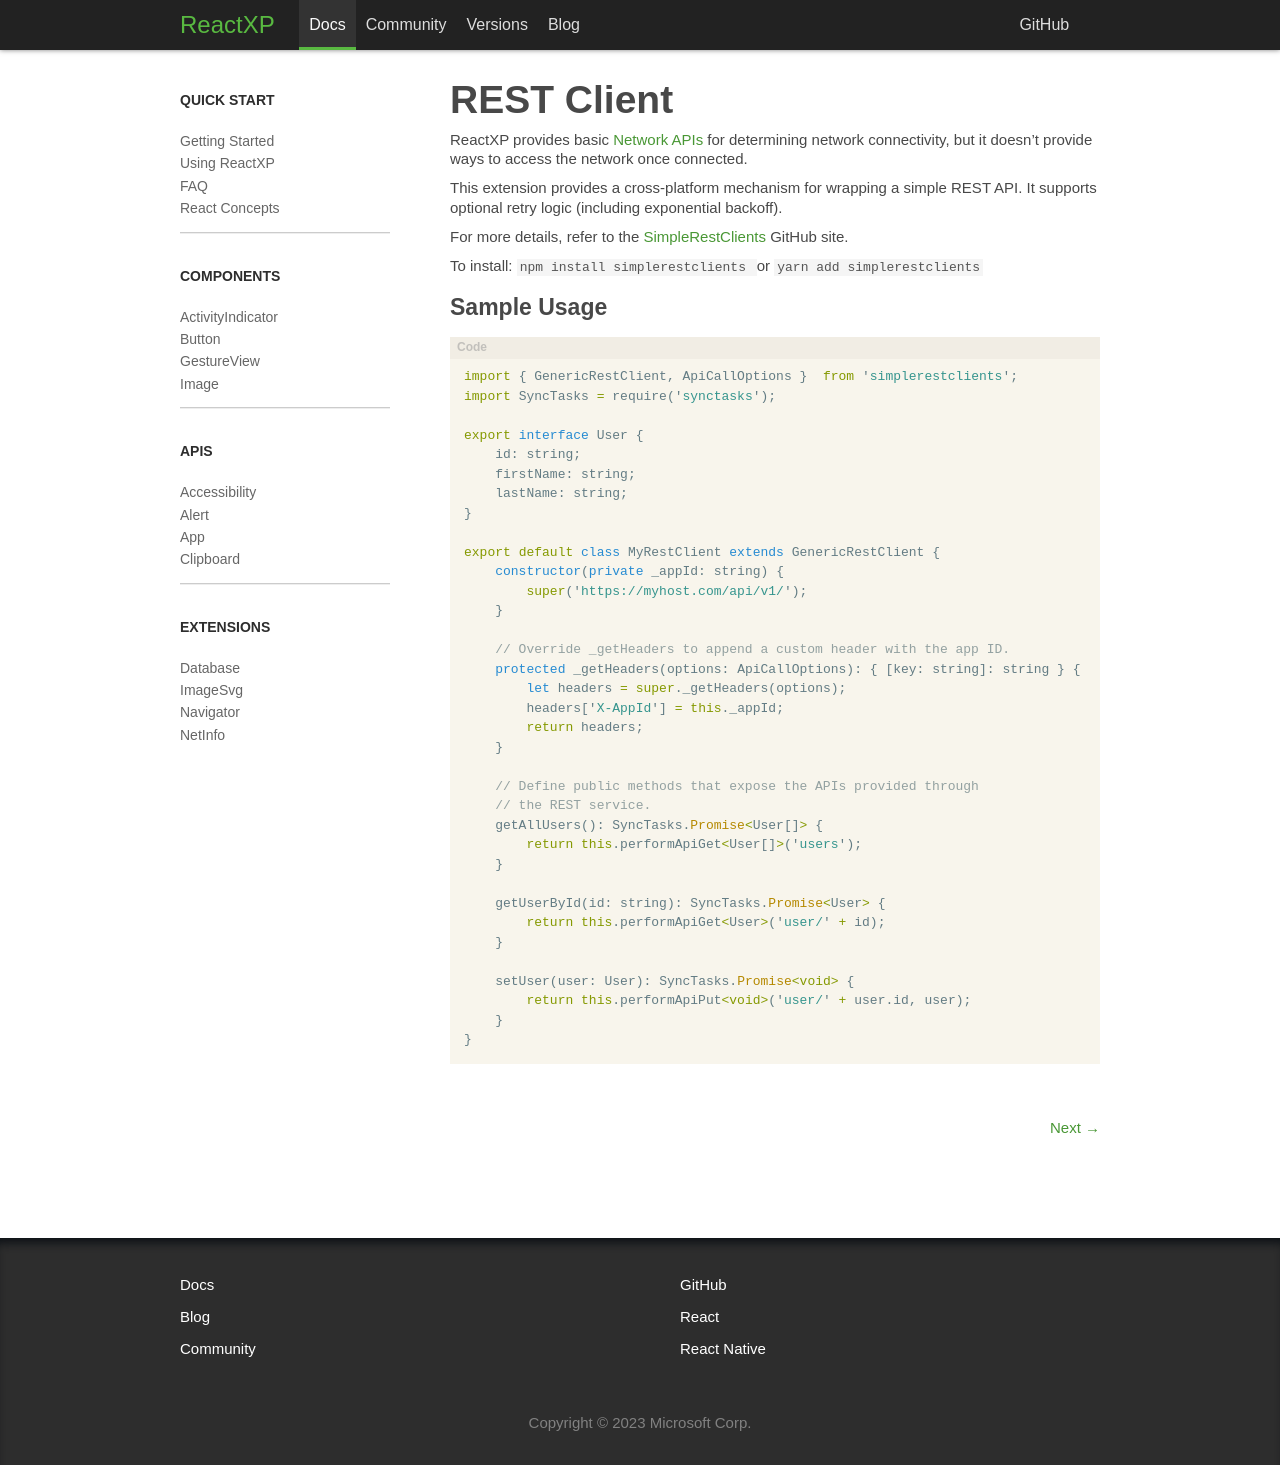 ReactXP Docs Community Versions Blog GitHub
QUICK START
Getting Started
Using ReactXP
FAQ
React Concepts
COMPONENTS
ActivityIndicator
Button
GestureView
Image
APIS
Accessibility
Alert
App
Clipboard
EXTENSIONS
Database
ImageSvg
Navigator
NetInfo
REST Client
ReactXP provides basic Network APIs for determining network connectivity, but it doesn’t provide
ways to access the network once connected.
This extension provides a cross-platform mechanism for wrapping a simple REST API. It supports
optional retry logic (including exponential backoff).
For more details, refer to the SimpleRestClients GitHub site.
To install: npm install simplerestclients or yarn add simplerestclients
Sample Usage
Code
import { GenericRestClient, ApiCallOptions }  from 'simplerestclients';
import SyncTasks = require('synctasks');

export interface User {
    id: string;
    firstName: string;
    lastName: string;
}

export default class MyRestClient extends GenericRestClient {
    constructor(private _appId: string) {
        super('https://myhost.com/api/v1/');
    }

    // Override _getHeaders to append a custom header with the app ID.
    protected _getHeaders(options: ApiCallOptions): { [key: string]: string } {
        let headers = super._getHeaders(options);
        headers['X-AppId'] = this._appId;
        return headers;
    }

    // Define public methods that expose the APIs provided through
    // the REST service.
    getAllUsers(): SyncTasks.Promise<User[]> {
        return this.performApiGet<User[]>('users');
    }

    getUserById(id: string): SyncTasks.Promise<User> {
        return this.performApiGet<User>('user/' + id);
    }

    setUser(user: User): SyncTasks.Promise<void> {
        return this.performApiPut<void>('user/' + user.id, user);
    }
}
Next →
Docs
Blog
Community
GitHub
React
React Native
Copyright © 2023 Microsoft Corp.